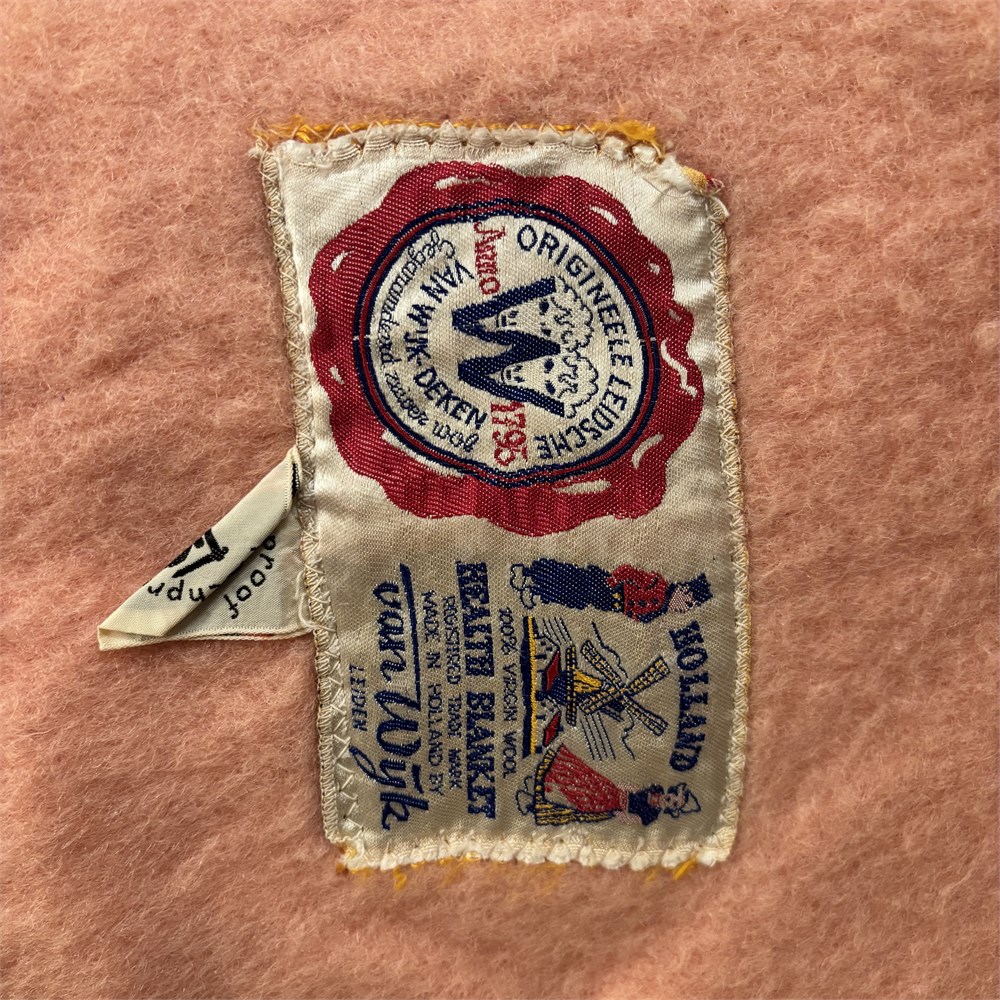 ORIGINEELE LEIDSCHE
Anno 1795
VAN WIJK-DEKEN
Gegarandeerd zuiver wol
HOLLAND
100% VIRGIN WOOL
HEALTH BLANKET
REGISTERED TRADE MARK
MADE IN HOLLAND BY
van Wijk
LEIDEN
proof